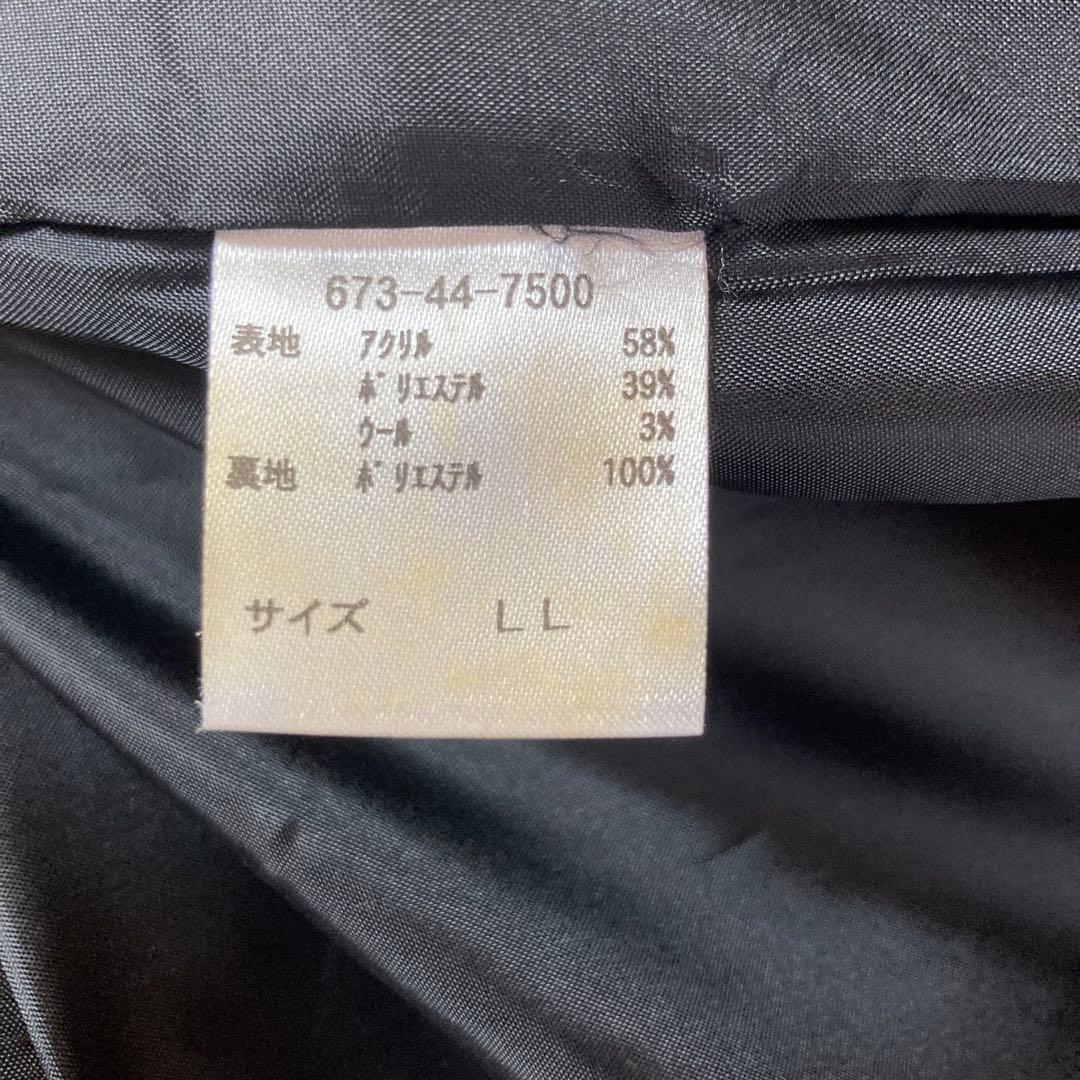 673-44-7500
表地 ｱｸﾘﾙ 58%
ﾎﾟﾘｴｽﾃﾙ 39%
ｳｰﾙ 3%
裏地 ﾎﾟﾘｴｽﾃﾙ 100%
サイズ ＬＬ